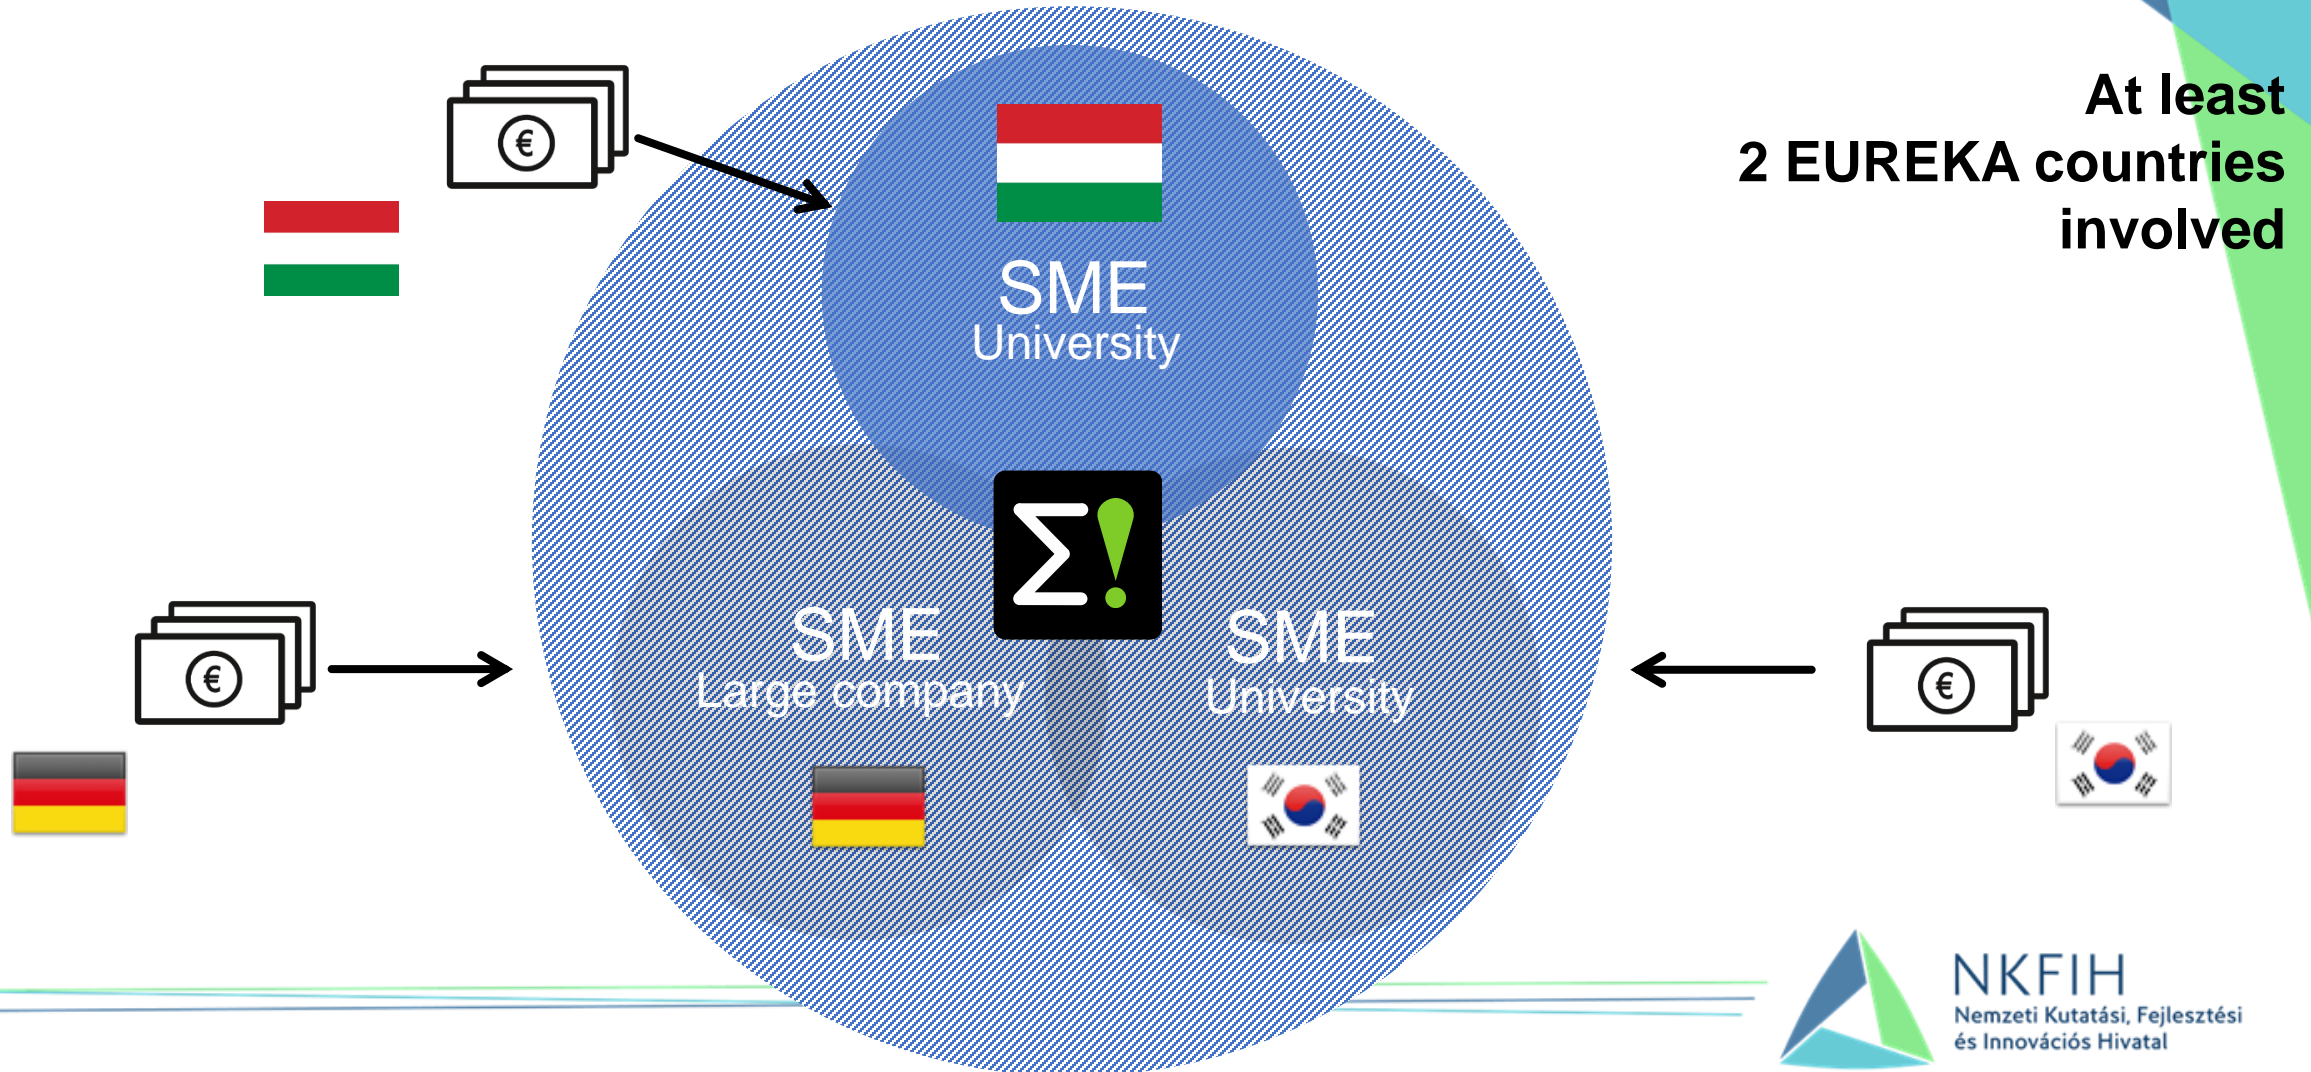 At least
2 EUREKA countries
involved
€
SME
University
Σ!
SME
Large company
SME
University
€
€
NKFIH
Nemzeti Kutatási, Fejlesztési
és Innovációs Hivatal